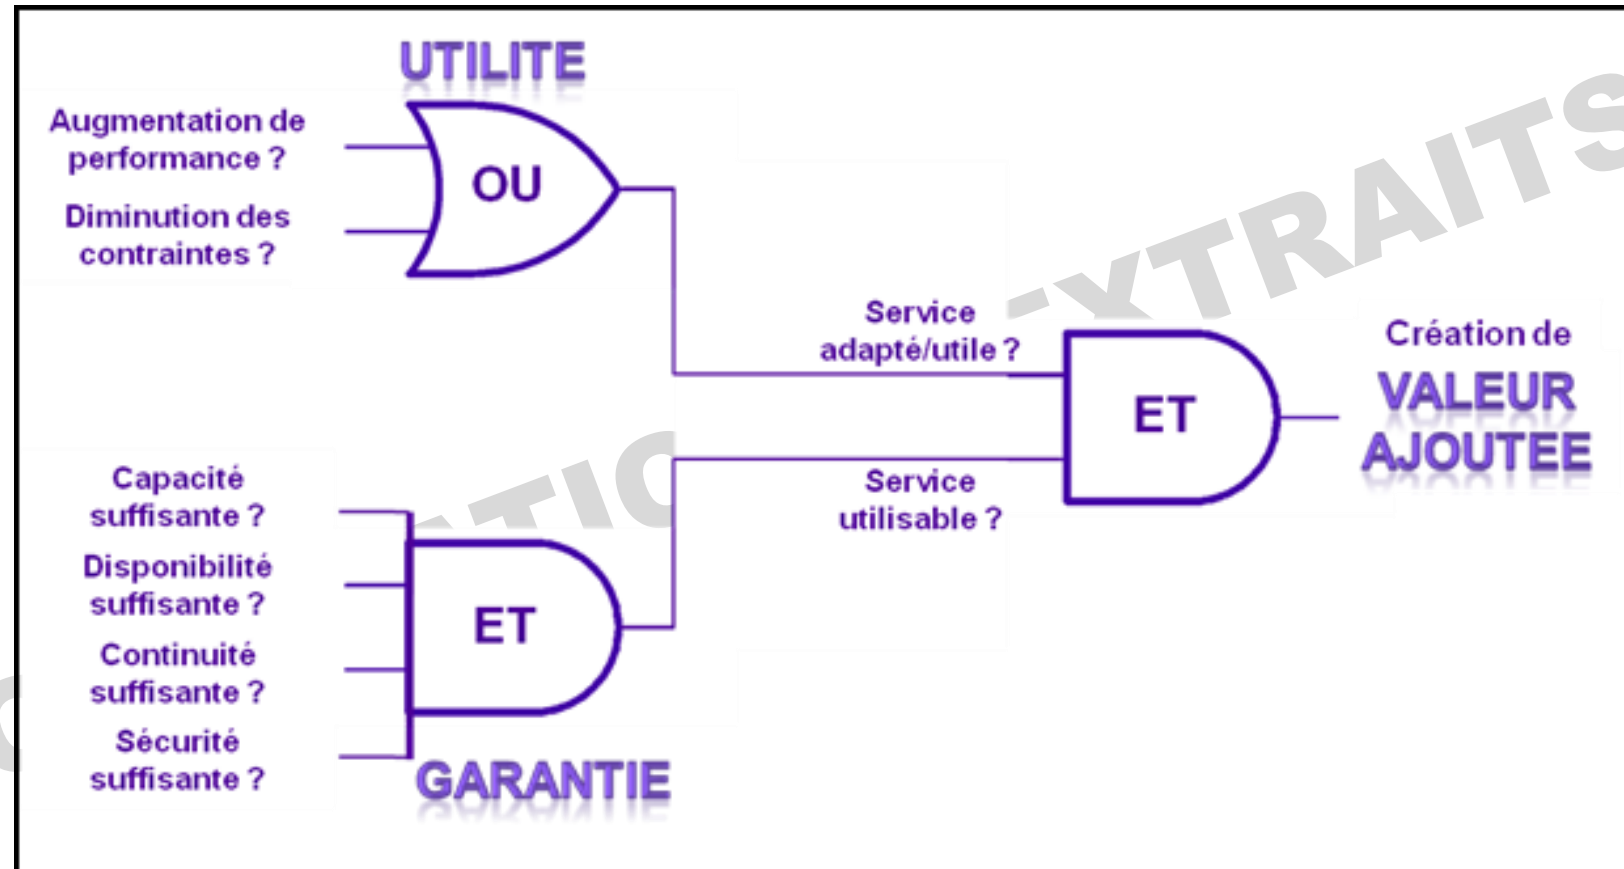 UTILITE
Augmentation de
performance ?
OU
Diminution des
contraintes ?
Service
adapté/utile ?
Création de
VALEUR
AJOUTEE
ET
Service
utilisable ?
Capacité
suffisante ?
Disponibilité
suffisante ?
ET
Continuité
suffisante ?
Sécurité
suffisante ?
GARANTIE